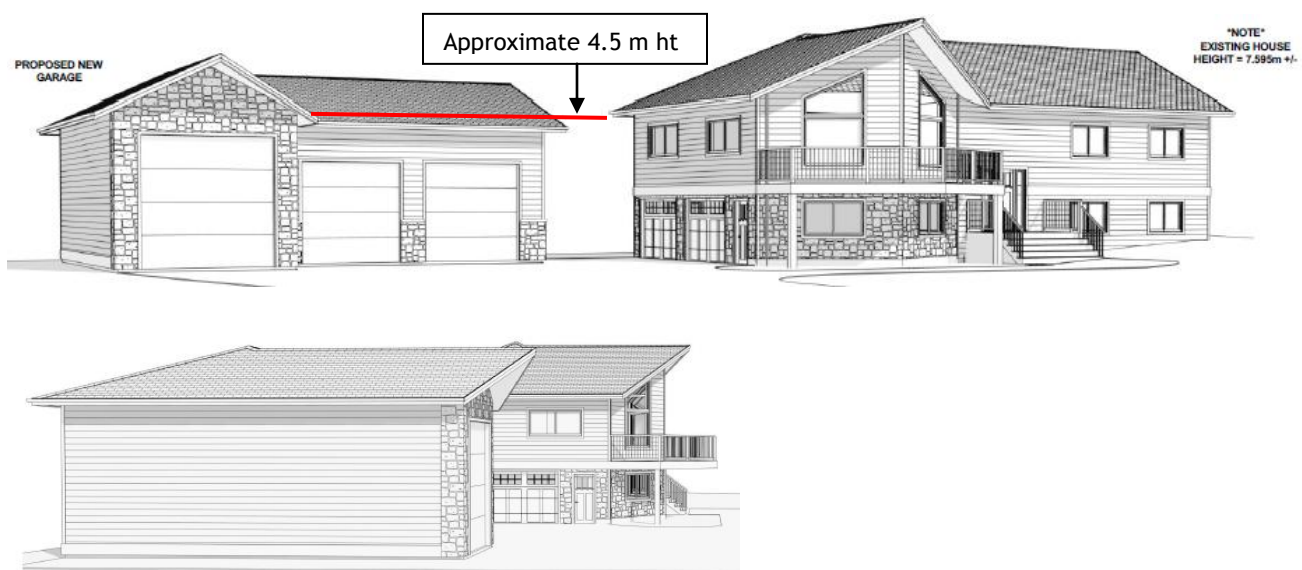 Approximate 4.5 m ht
PROPOSED NEW
GARAGE
*NOTE*
EXISTING HOUSE
HEIGHT = 7.595m +/-